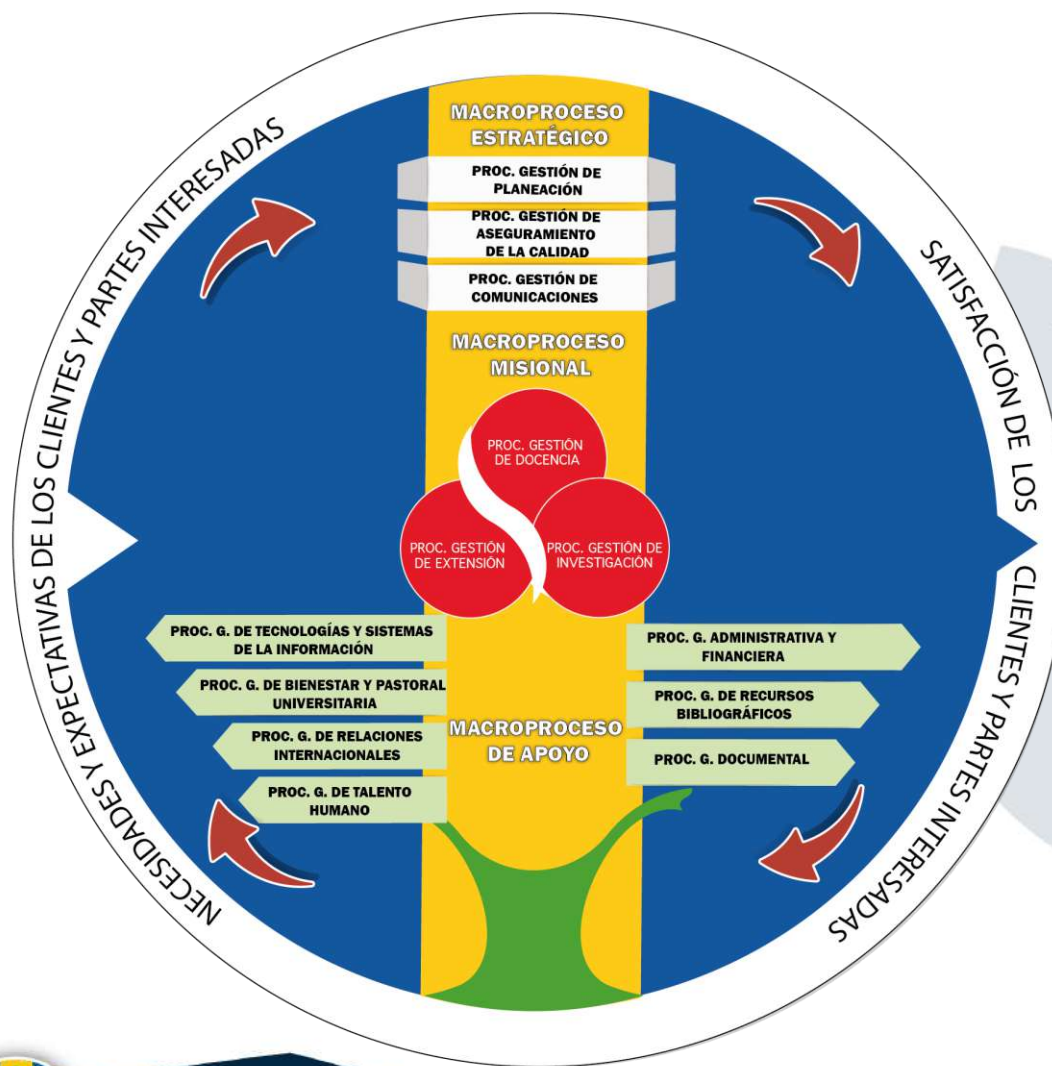 NECESIDADES Y EXPECTATIVAS DE LOS CLIENTES Y PARTES INTERESADAS
MACROPROCESO
ESTRATÉGICO
PROC. GESTIÓN DE
PLANEACIÓN
PROC. GESTIÓN DE
ASEGURAMIENTO
DE LA CALIDAD
PROC. GESTIÓN DE
COMUNICACIONES
MACROPROCESO
MISIONAL
PROC. GESTIÓN
DE DOCENCIA
PROC. GESTIÓN
DE EXTENSIÓN
PROC. GESTIÓN DE
INVESTIGACIÓN
PROC. G. DE TECNOLOGÍAS Y SISTEMAS
DE LA INFORMACIÓN
PROC. G. DE BIENESTAR Y PASTORAL
UNIVERSITARIA
PROC. G. DE RELACIONES
INTERNACIONALES
PROC. G. DE TALENTO
HUMANO
MACROPROCESO
DE APOYO
PROC. G. ADMINISTRATIVA Y
FINANCIERA
PROC. G. DE RECURSOS
BIBLIOGRÁFICOS
PROC. G. DOCUMENTAL
SATISFACCIÓN DE LOS CLIENTES Y PARTES INTERESADAS